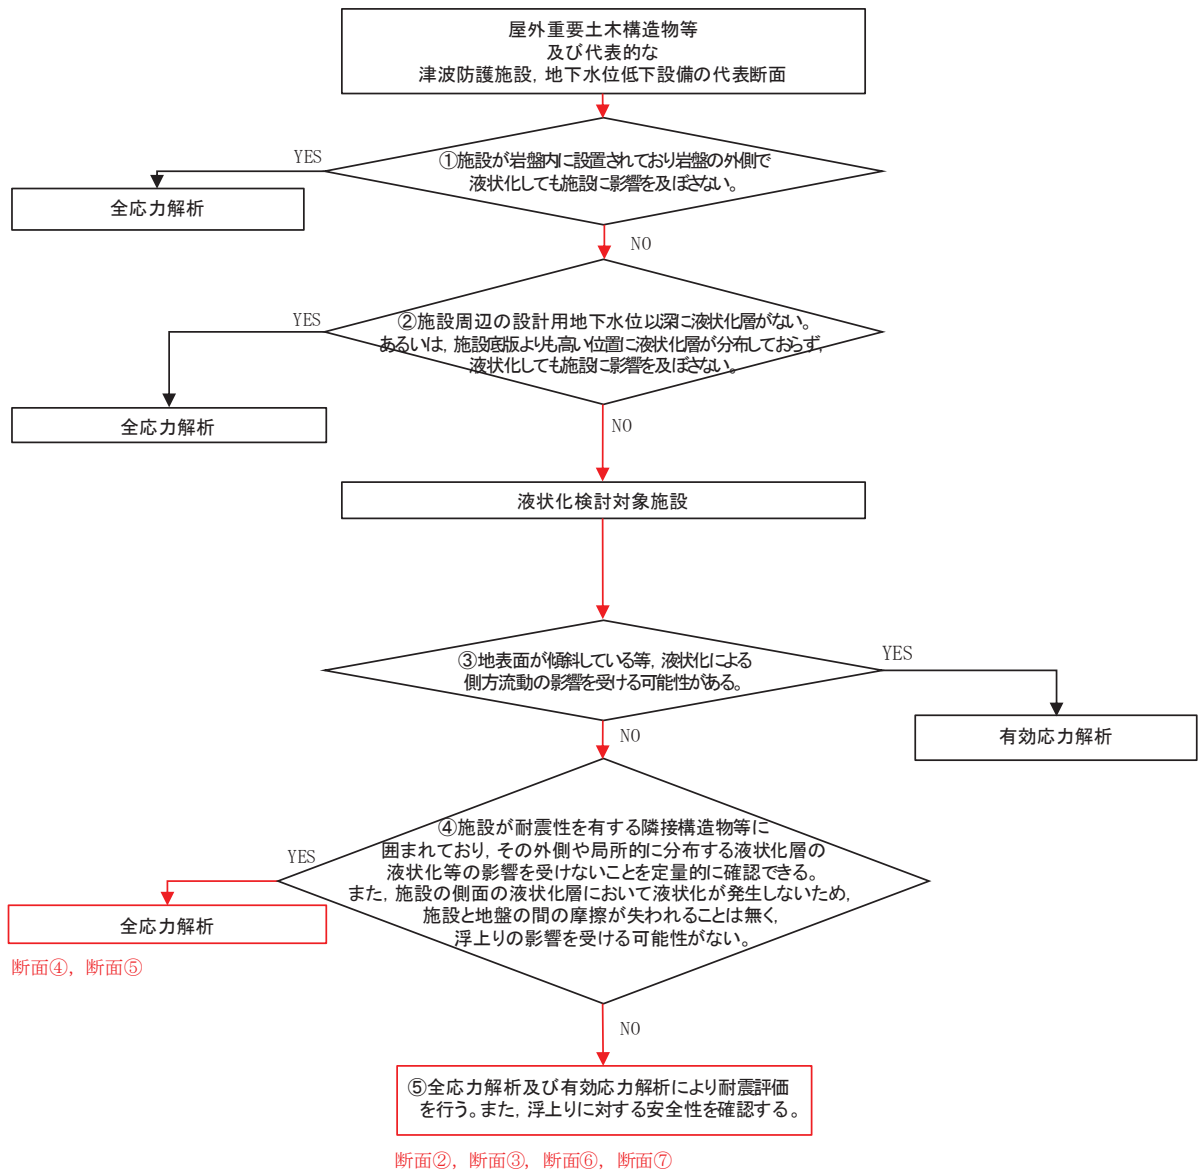 屋外重要土木構造物等
及び代表的な
津波防護施設，地下水位低下設備の代表断面
①施設が岩盤内に設置されており岩盤の外側で
液状化しても施設に影響を及ぼさない。
YES
全応力解析
NO
②施設周辺の設計用地下水位以深に液状化層がない。
あるいは，施設底版よりも高い位置に液状化層が分布しておらず，
液状化しても施設に影響を及ぼさない。
YES
全応力解析
NO
液状化検討対象施設
③地表面が傾斜している等，液状化による
側方流動の影響を受ける可能性がある。
YES
有効応力解析
NO
④施設が耐震性を有する隣接構造物等に
囲まれており，その外側や局所的に分布する液状化層の
液状化等の影響を受けないことを定量的に確認できる。
また，施設の側面の液状化層において液状化が発生しないため，
施設と地盤の間の摩擦が失われることは無く，
浮上りの影響を受ける可能性がない。
YES
全応力解析
断面④，断面⑤
NO
⑤全応力解析及び有効応力解析により耐震評価
を行う。また，浮上りに対する安全性を確認する。
断面②，断面③，断面⑥，断面⑦